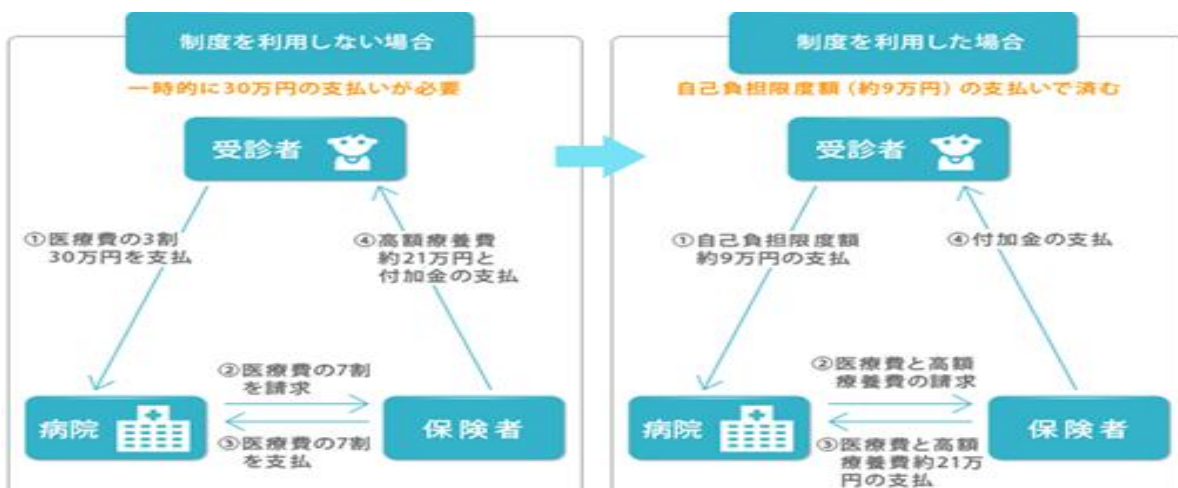 制度を利用しない場合
一時的に30万円の支払いが必要
受診者
①医療費の3割
30万円を支払
④高額療養費
約21万円と
付加金の支払
②医療費の7割
を請求
病院
保険者
③医療費の7割
を支払
制度を利用した場合
自己負担限度額(約9万円)の支払いで済む
受診者
①自己負担限度額
約9万円の支払
④付加金の支払
②医療費と高額
療養費の請求
病院
保険者
③医療費と高額
療養費約21万
円の支払